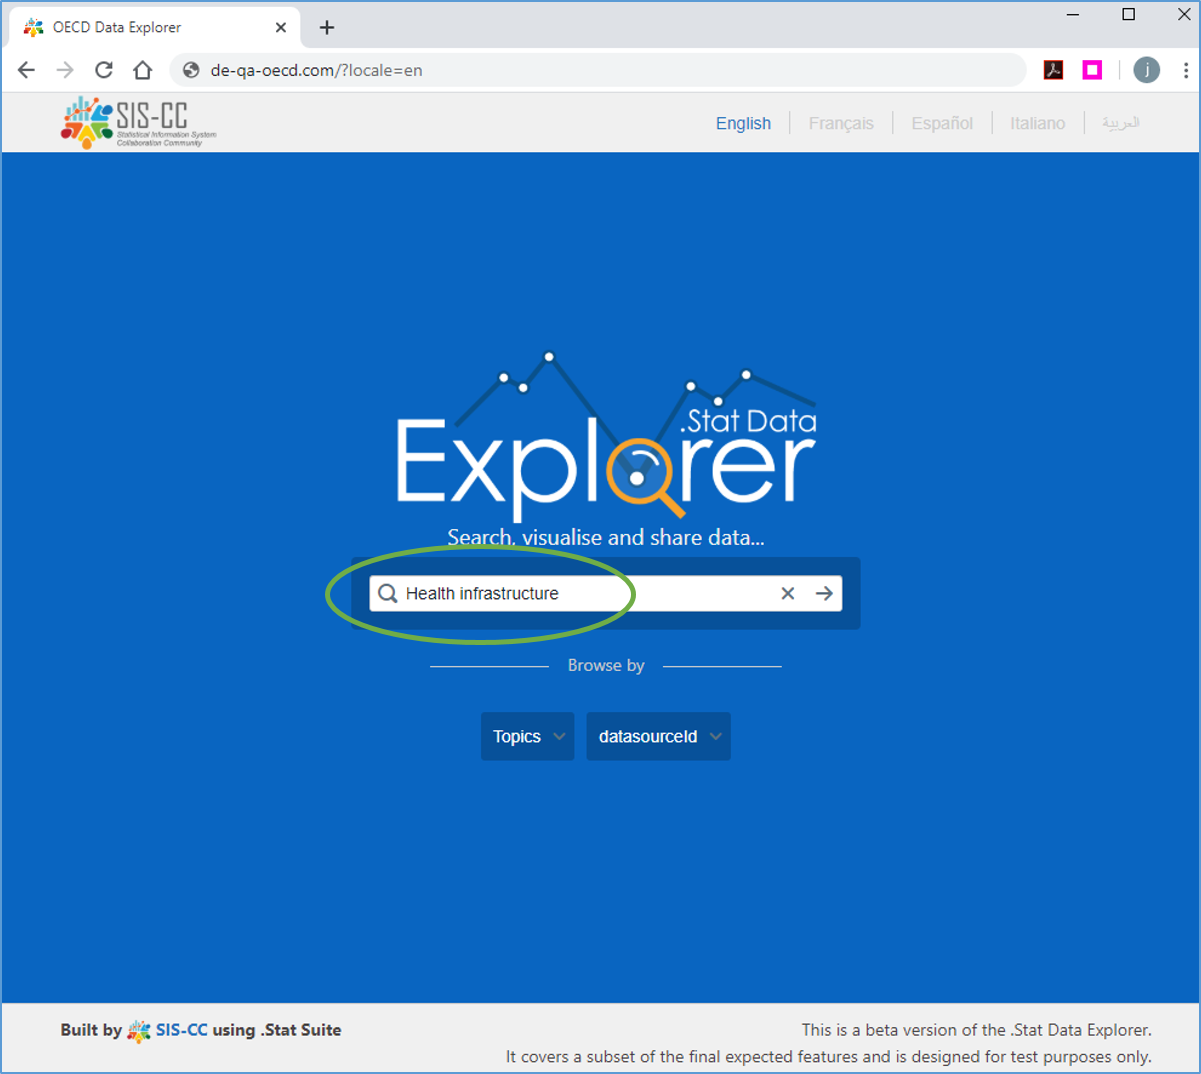 OECD Data Explorer
de-qa-oecd.com/?locale=en
j
SIS-CC
Statistical Information System
Collaboration Community
English
Français
Español
Italiano
العربية
.Stat Data
Explorer
Search, visualise and share data...
Health infrastructure
Browse by
Topics
datasourceId
Built by SIS-CC using .Stat Suite
This is a beta version of the .Stat Data Explorer.
It covers a subset of the final expected features and is designed for test purposes only.